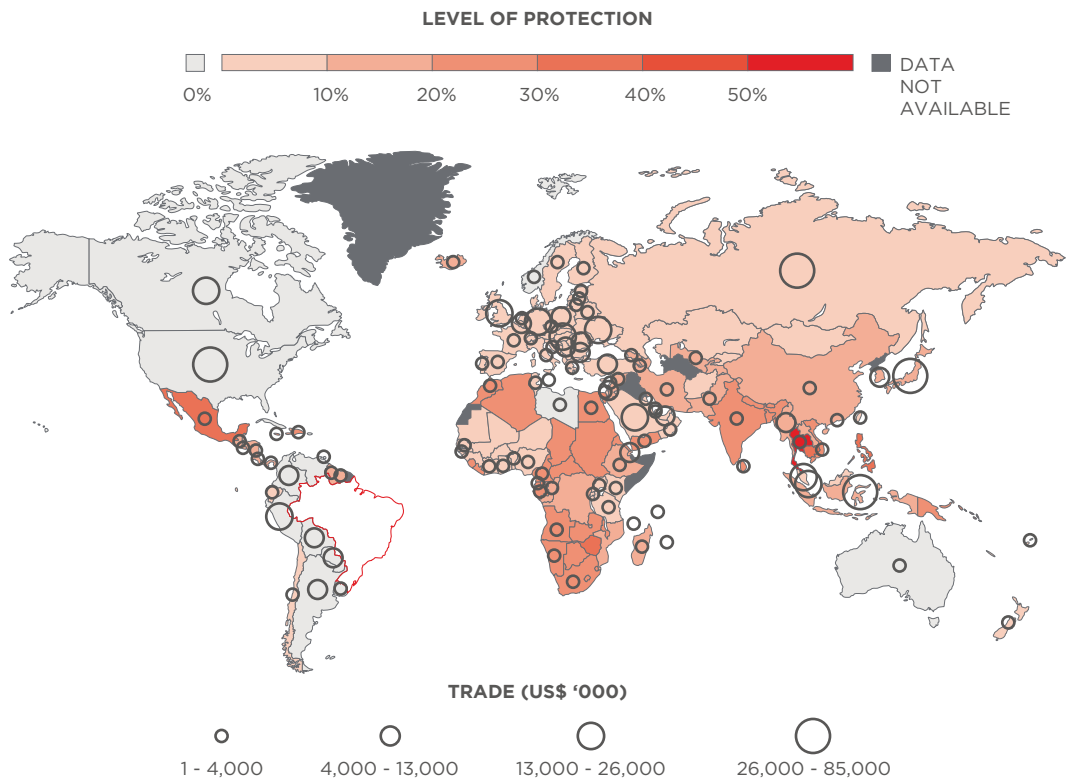 LEVEL OF PROTECTION
0% 10% 20% 30% 40% 50%
DATA
NOT
AVAILABLE
TRADE (US$ ‘000)
1 - 4,000 4,000 - 13,000 13,000 - 26,000 26,000 - 85,000